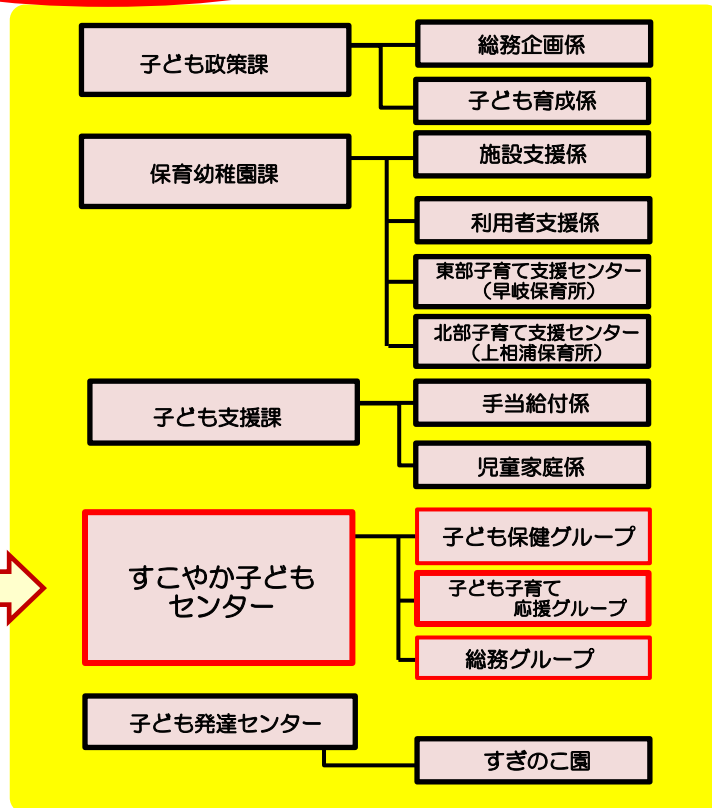 子ども政策課
総務企画係
子ども育成係
保育幼稚園課
施設支援係
利用者支援係
東部子育て支援センター
（早岐保育所）
北部子育て支援センター
（上相浦保育所）
子ども支援課
手当給付係
児童家庭係
すこやか子ども
センター
子ども保健グループ
子ども子育て
応援グループ
総務グループ
子ども発達センター
すぎのこ園